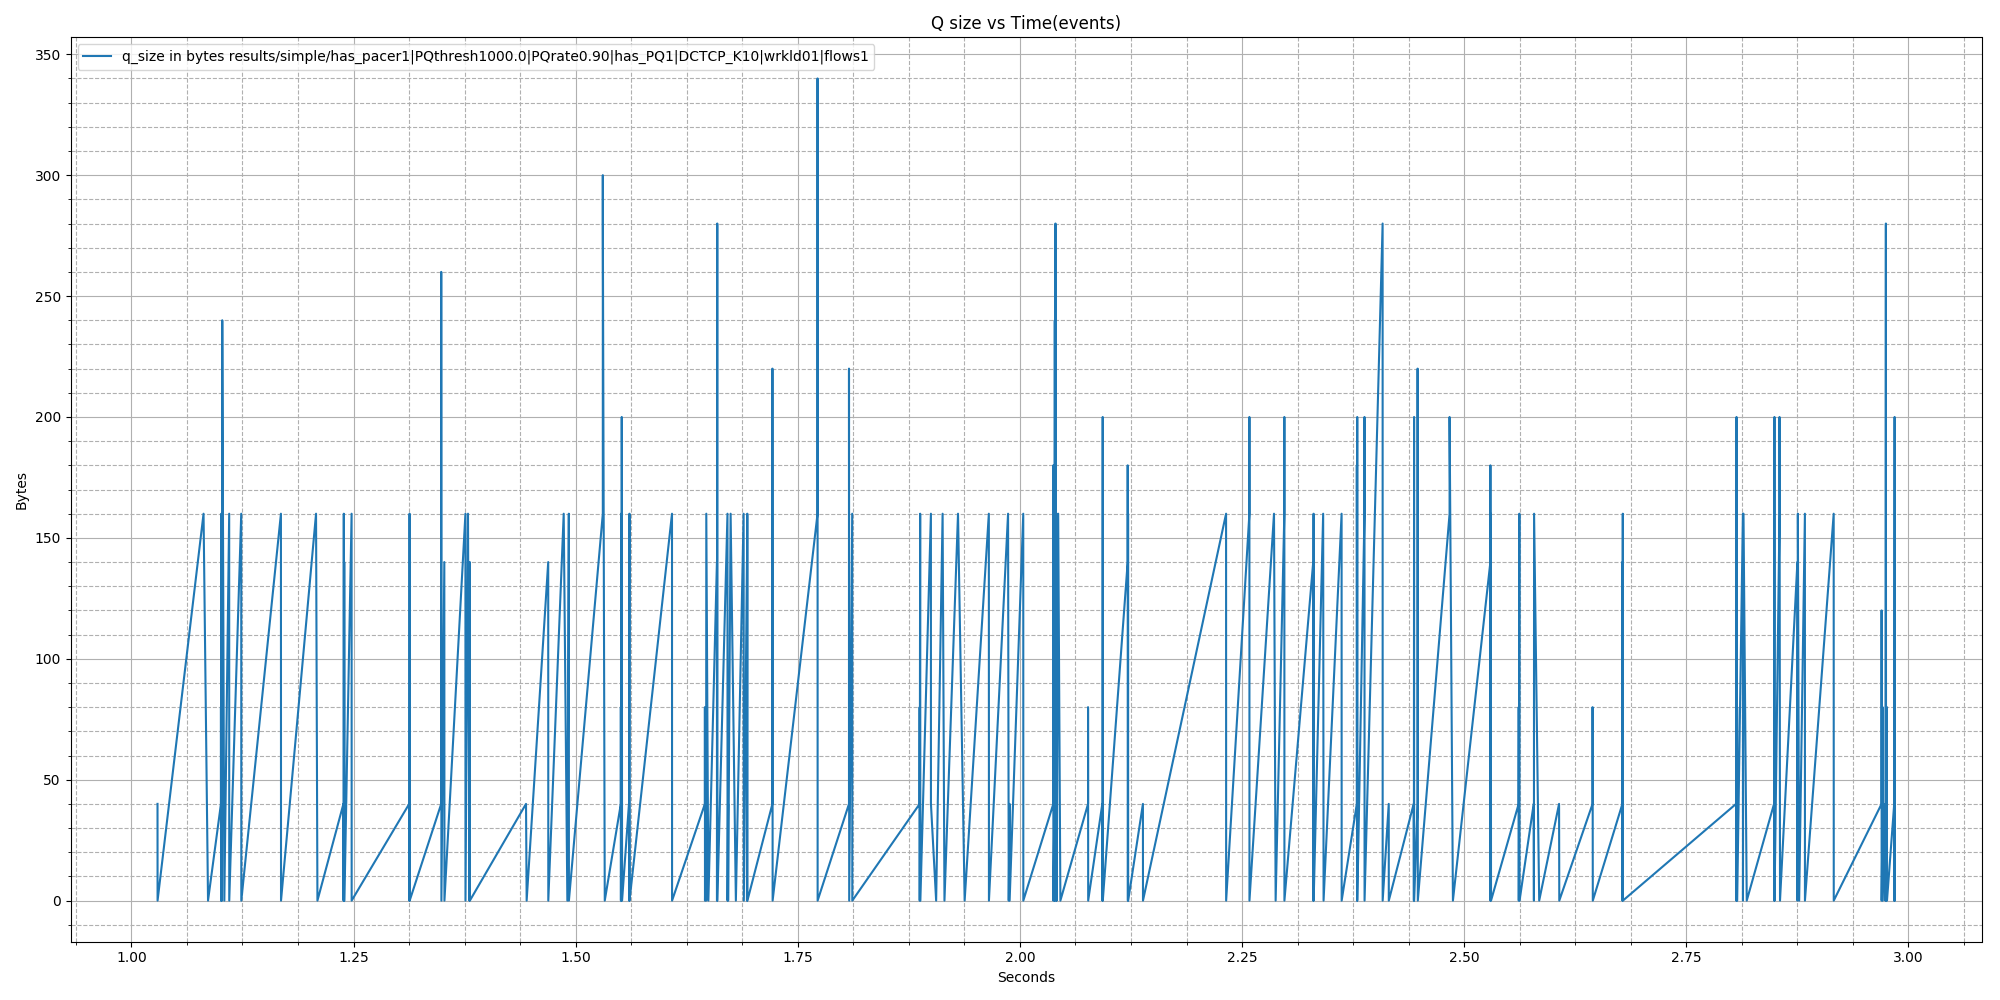 Q size vs Time(events)
q_size in bytes results/simple/has_pacer1|PQthresh1000.0|PQrate0.90|has_PQ1|DCTCP_K10|wrkld01|flows1
350
300
250
200
150
100
50
0
Bytes
1.00 1.25 1.50 1.75 2.00 2.25 2.50 2.75 3.00
Seconds